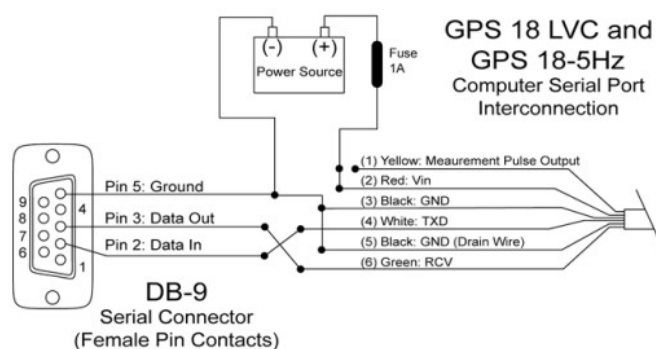 GPS 18 LVC and
GPS 18-5Hz
Computer Serial Port
Interconnection
(-) (+)
Power Source
Fuse
1A
(1) Yellow: Meaurement Pulse Output
(2) Red: Vin
(3) Black: GND
(4) White: TXD
(5) Black: GND (Drain Wire)
(6) Green: RCV
Pin 5: Ground
Pin 3: Data Out
Pin 2: Data In
9
8
7
6
4
1
DB-9
Serial Connector
(Female Pin Contacts)